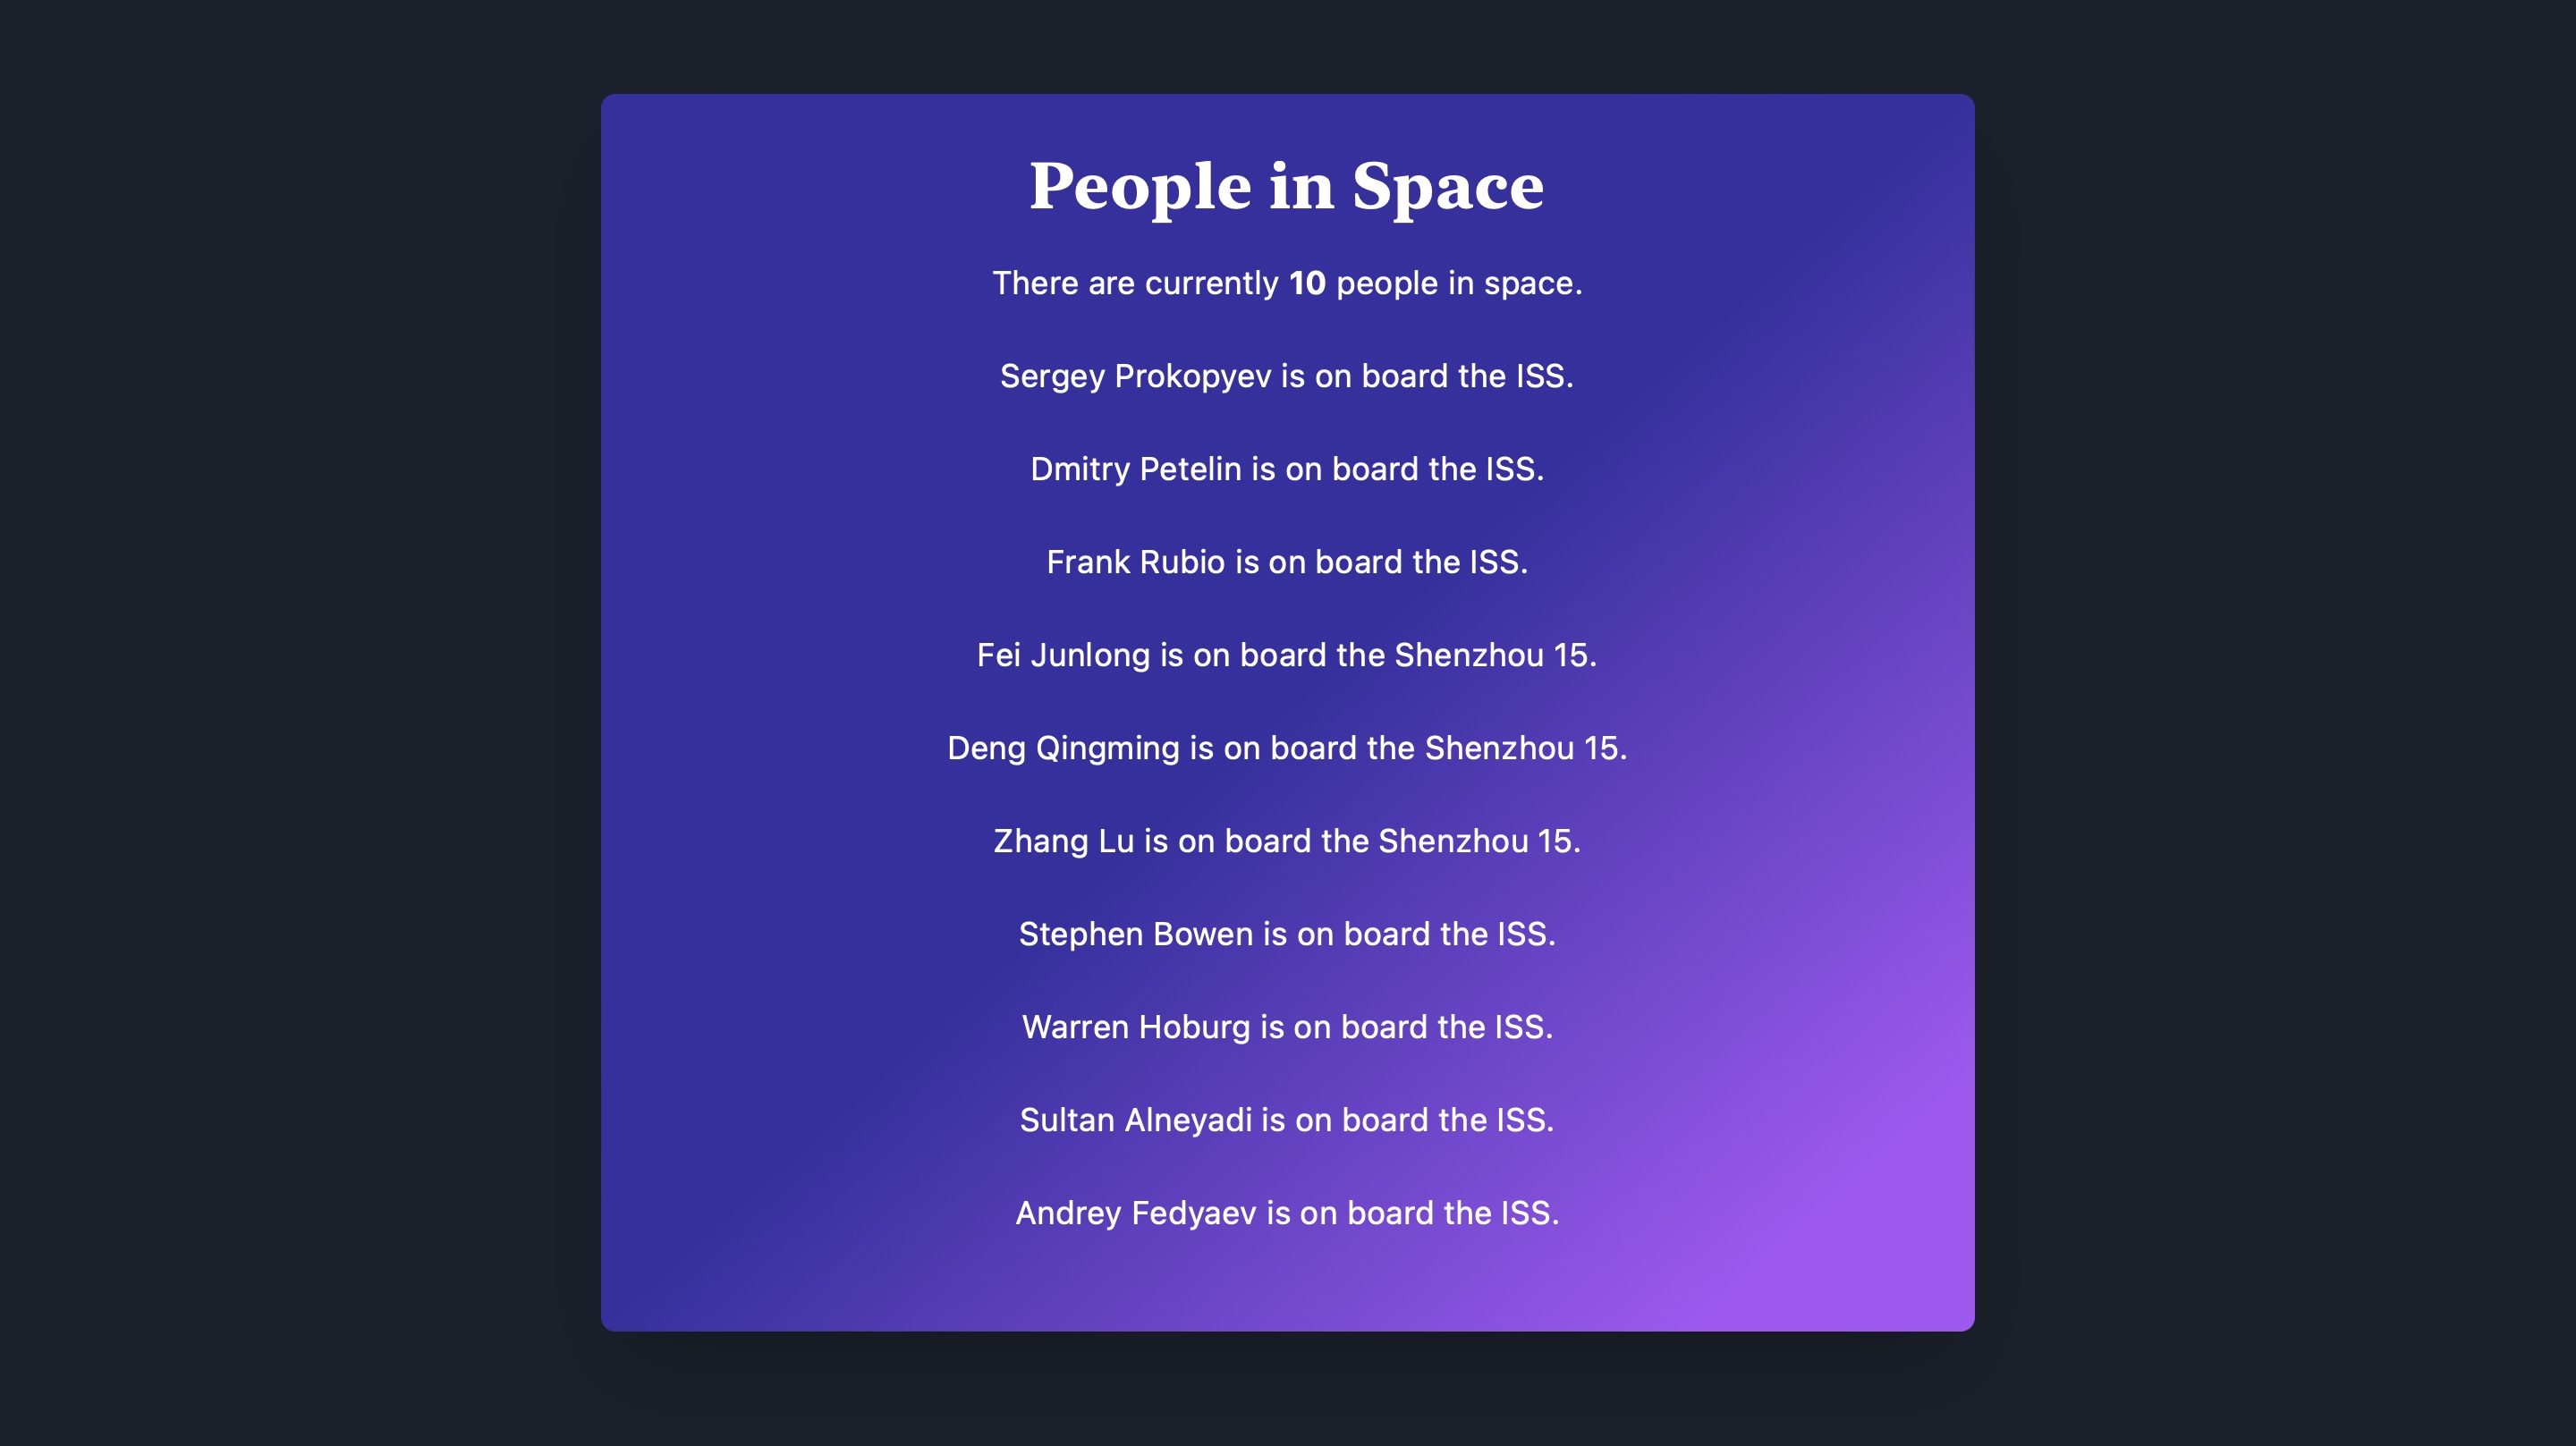 People in Space
There are currently 10 people in space.
Sergey Prokopyev is on board the ISS.
Dmitry Petelin is on board the ISS.
Frank Rubio is on board the ISS.
Fei Junlong is on board the Shenzhou 15.
Deng Qingming is on board the Shenzhou 15.
Zhang Lu is on board the Shenzhou 15.
Stephen Bowen is on board the ISS.
Warren Hoburg is on board the ISS.
Sultan Alneyadi is on board the ISS.
Andrey Fedyaev is on board the ISS.